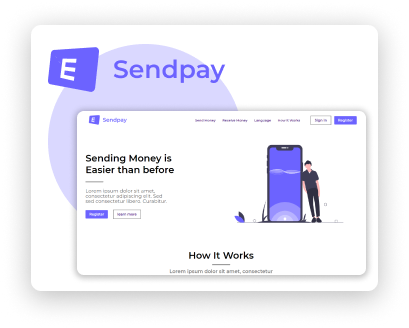 E Sendpay
E Sendpay
Send Money Receive Money Language How It Works Sign In Register
Sending Money is
Easier than before
Lorem ipsum dolor sit amet,
consectetur adipiscing elit. Sed
sed consectetur libero. Curabitur.
Register learn more
How It Works
Lorem ipsum dolor sit amet, consectetur